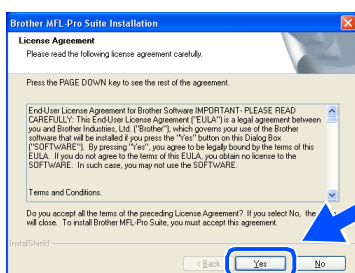 Brother MFL-Pro Suite Installation
License Agreement
Please read the following license agreement carefully.
Press the PAGE DOWN key to see the rest of the agreement.
End-User License Agreement for Brother Software IMPORTANT- PLEASE READ
CAREFULLY: This End-User License Agreement ("EULA") is a legal agreement between
you and Brother Industries, Ltd. ("Brother"), which governs your use of the Brother
software that will be installed if you press the "Yes" button on this Dialog Box
("SOFTWARE"). By pressing "Yes", you agree to be legally bound by the terms of this
EULA. If you do not agree to the terms of this EULA, you obtain no license to the
SOFTWARE. In such case, you may not use the SOFTWARE.
Terms and Conditions.
Do you accept all the terms of the preceding License Agreement? If you select No, the
will close. To install Brother MFL-Pro Suite, you must accept this agreement.
InstallShield
< Back
Yes
No